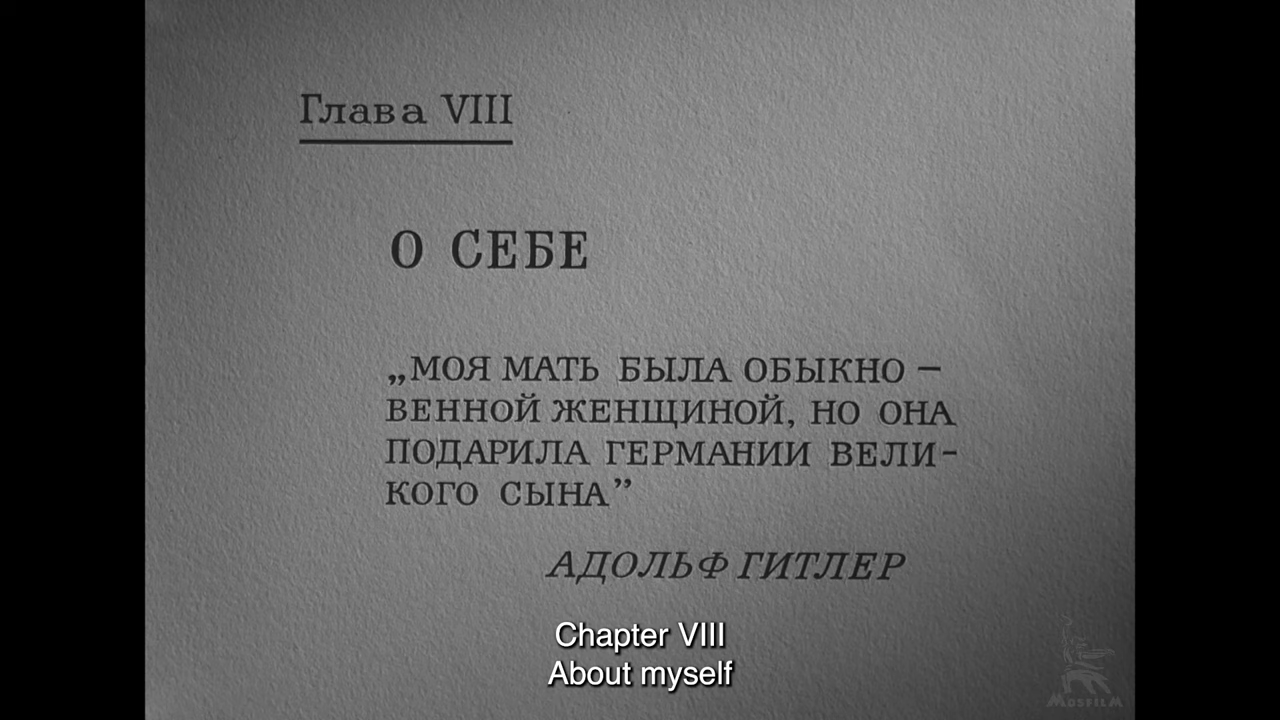 Глава VIII
О СЕБЕ
„МОЯ МАТЬ БЫЛА ОБЫКНО –
ВЕННОЙ ЖЕНЩИНОЙ, НО ОНА
ПОДАРИЛА ГЕРМАНИИ ВЕЛИ-
КОГО СЫНА”
АДОЛЬФ ГИТЛЕР
Chapter VIII
About myself
MOSFILM